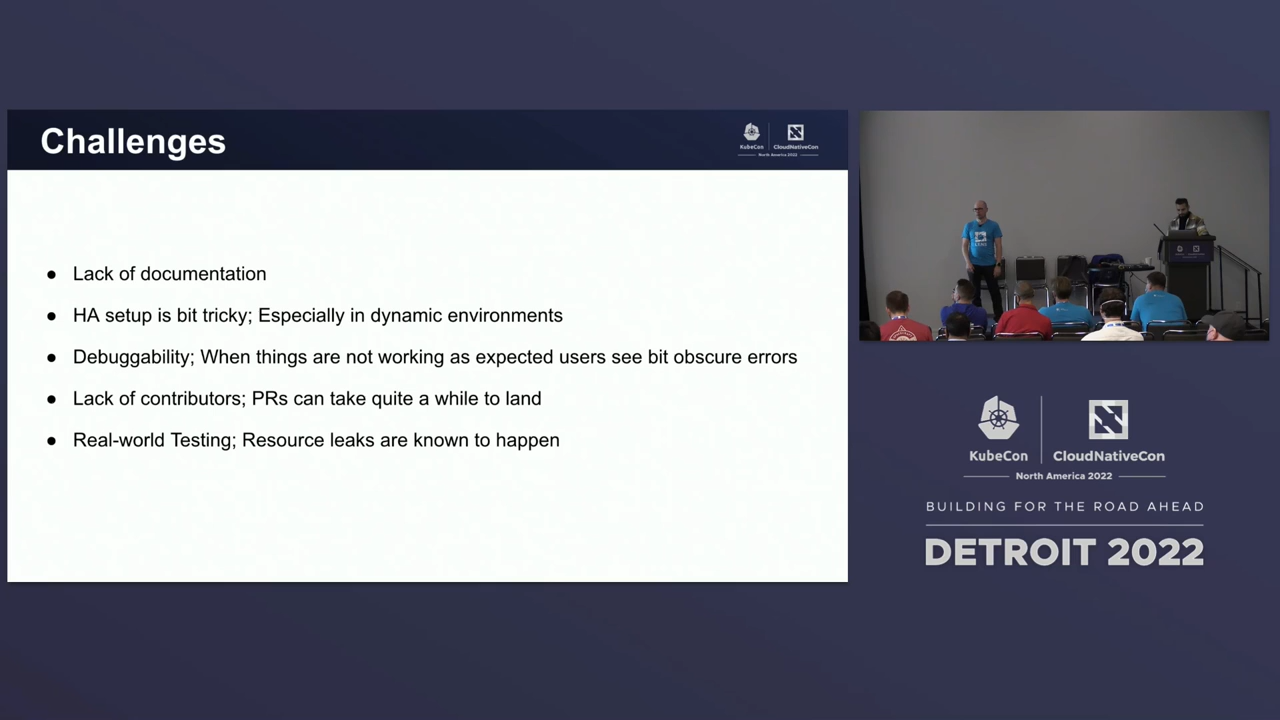 Challenges
KubeCon CloudNativeCon
North America 2022
● Lack of documentation
● HA setup is bit tricky; Especially in dynamic environments
● Debuggability; When things are not working as expected users see bit obscure errors
● Lack of contributors; PRs can take quite a while to land
● Real-world Testing; Resource leaks are known to happen
KubeCon CloudNativeCon
North America 2022
BUILDING FOR THE ROAD AHEAD
DETROIT 2022